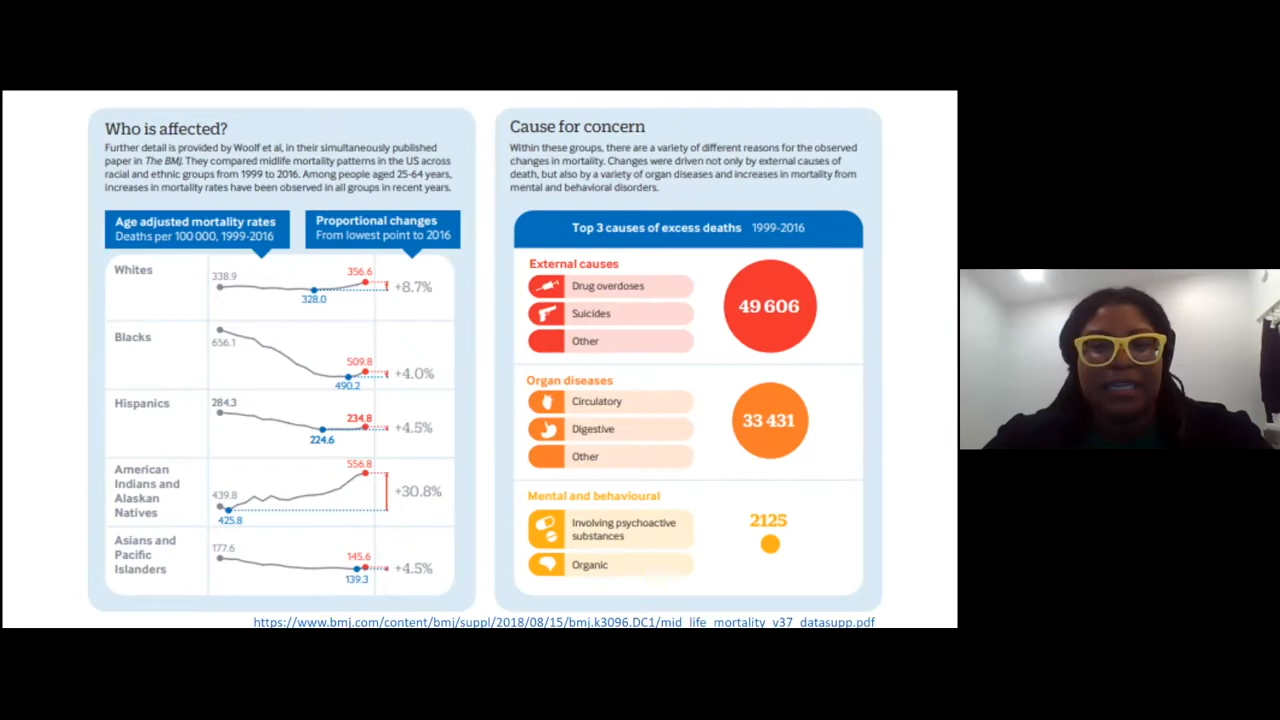 Who is affected?
Further detail is provided by Woolf et al, in their simultaneously published
paper in The BMJ. They compared midlife mortality patterns in the US across
racial and ethnic groups from 1999 to 2016. Among people aged 25-64 years,
increases in mortality rates have been observed in all groups in recent years.
Age adjusted mortality rates
Deaths per 100 000, 1999-2016
Proportional changes
From lowest point to 2016
Whites
338.9
328.0
356.6
+8.7%
Blacks
656.1
490.2
509.8
+4.0%
Hispanics
284.3
224.6
234.8
+4.5%
American
Indians and
Alaskan
Natives
439.8
425.8
556.8
+30.8%
Asians and
Pacific
Islanders
177.6
139.3
145.6
+4.5%
Cause for concern
Within these groups, there are a variety of different reasons for the observed
changes in mortality. Changes were driven not only by external causes of
death, but also by a variety of organ diseases and increases in mortality from
mental and behavioral disorders.
Top 3 causes of excess deaths 1999-2016
External causes
Drug overdoses
Suicides
Other
49 606
Organ diseases
Circulatory
Digestive
Other
33 431
Mental and behavioural
Involving psychoactive
substances
Organic
2125
https://www.bmj.com/content/bmj/suppl/2018/08/15/bmj.k3096.DC1/mid_life_mortality_v37_datasupp.pdf